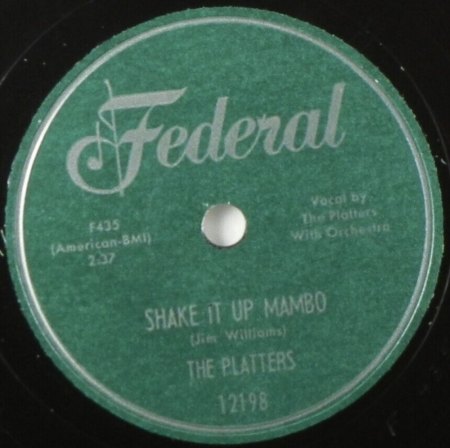 Federal
F435
(American-BMI)
2:37
Vocal by
The Platters
With Orchestra
SHAKE IT UP MAMBO
(Jim Williams)
THE PLATTERS
12198